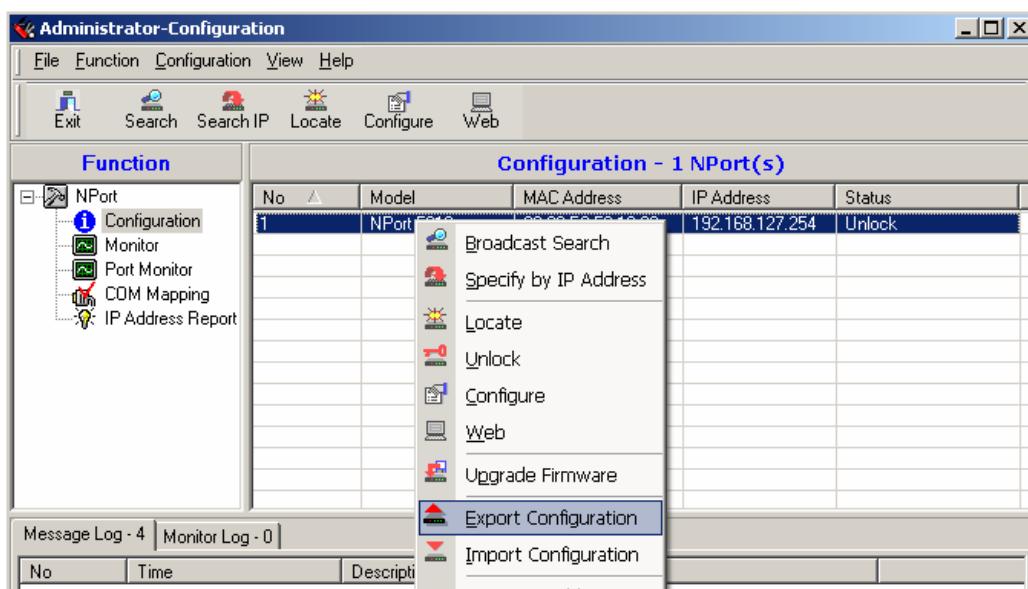 Administrator-Configuration
File Function Configuration View Help
Exit Search Search IP Locate Configure Web
Function
Configuration - 1 NPort(s)
NPort
Configuration
Monitor
Port Monitor
COM Mapping
IP Address Report
No Model MAC Address IP Address Status
1 NPort 192.168.127.254 Unlock
Broadcast Search
Specify by IP Address
Locate
Unlock
Configure
Web
Upgrade Firmware
Export Configuration
Import Configuration
Message Log - 4 Monitor Log - 0
No Time Descripti